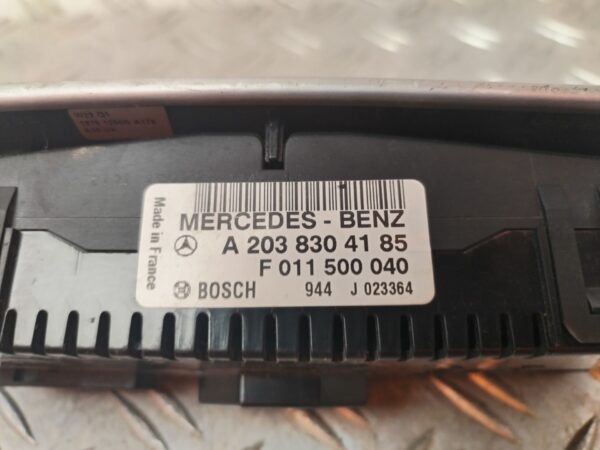 Made in France
MERCEDES - BENZ
A 203 830 41 85
F 011 500 040
BOSCH 944 J 023364